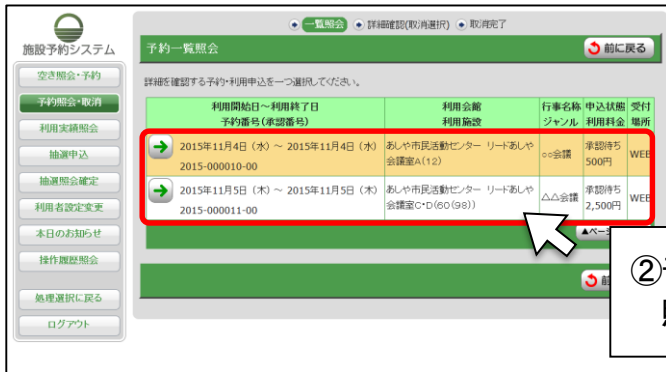 一覧照会 詳細確認(取消選択) 取消完了
施設予約システム
予約一覧照会
前に戻る
空き照会・予約
予約照会・取消
利用実績照会
抽選申込
抽選照会確定
利用者設定変更
本日のお知らせ
操作履歴照会
処理選択に戻る
ログアウト
詳細を確認する予約・利用申込を一つ選択してください。
利用開始日～利用終了日 利用会館 行事名称 申込状態 受付
予約番号(承認番号) 利用施設 ジャンル 利用料金 場所
2015年11月4日 (水) ～ 2015年11月4日 (水) あしや市民活動センター リードあしや ○○会議 承認待ち WEB
2015-000010-00 会議室A(12) 500円
2015年11月5日 (木) ～ 2015年11月5日 (木) あしや市民活動センター リードあしや △△会議 承認待ち WEB
2015-000011-00 会議室C・D(60(98)) 2,500円
▲ページ
前
②